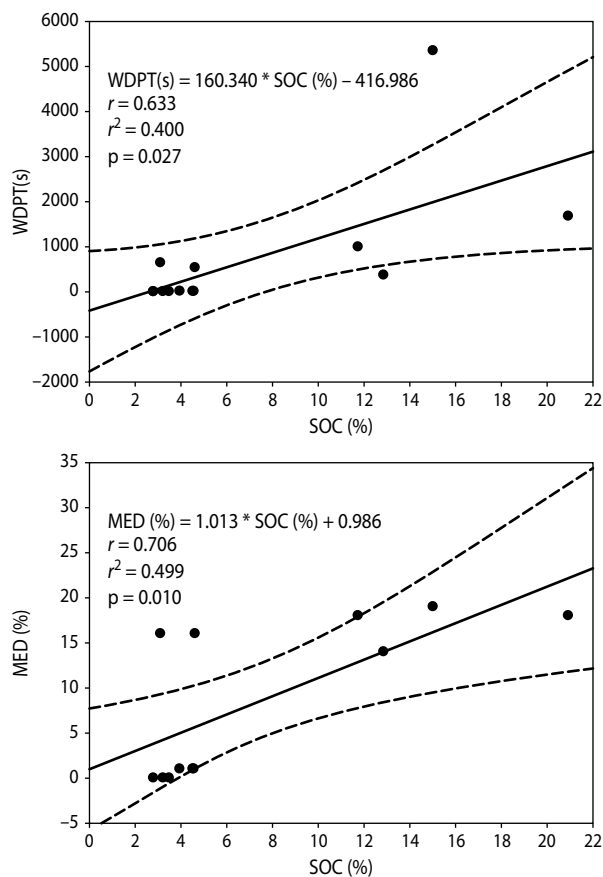 6000
5000
4000
3000
2000
1000
0
−1000
−2000
WDPT(s)
WDPT(s) = 160.340 * SOC (%) – 416.986
r = 0.633
r² = 0.400
p = 0.027
0 2 4 6 8 10 12 14 16 18 20 22
SOC (%)
35
30
25
20
15
10
5
0
−5
MED (%)
MED (%) = 1.013 * SOC (%) + 0.986
r = 0.706
r² = 0.499
p = 0.010
0 2 4 6 8 10 12 14 16 18 20 22
SOC (%)